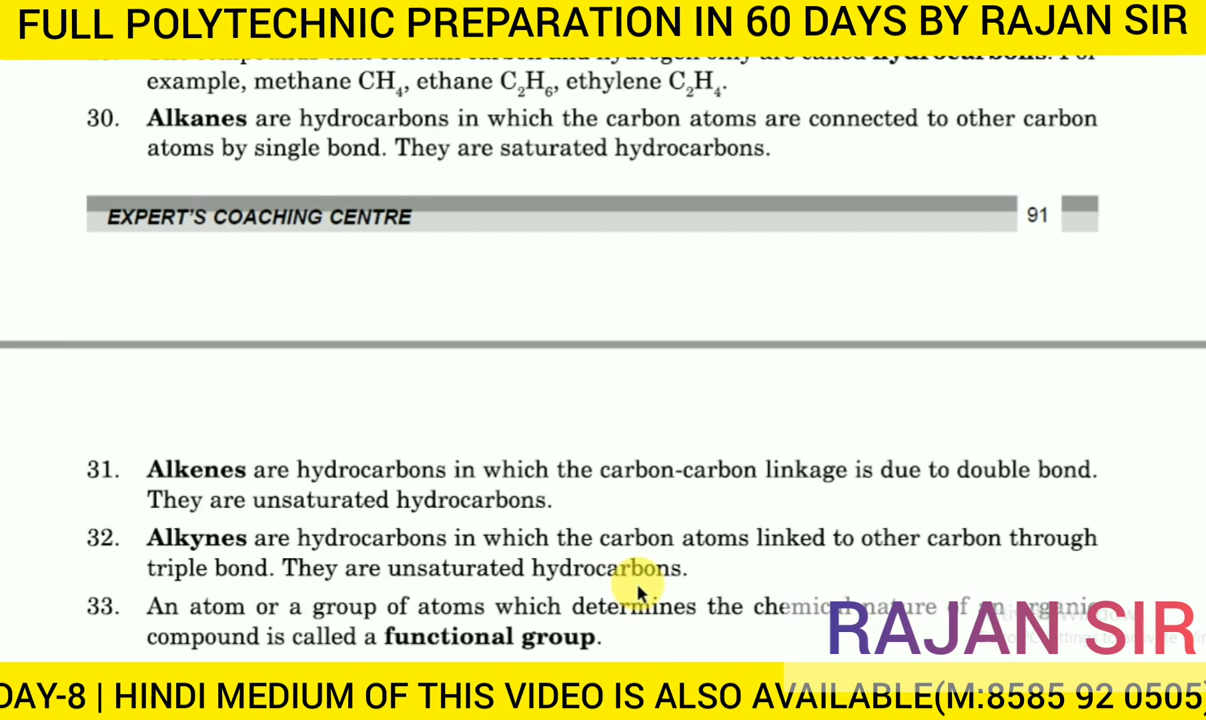 FULL POLYTECHNIC PREPARATION IN 60 DAYS BY RAJAN SIR
example, methane CH₄, ethane C₂H₆, ethylene C₂H₄.
30. Alkanes are hydrocarbons in which the carbon atoms are connected to other carbon
atoms by single bond. They are saturated hydrocarbons.
EXPERT'S COACHING CENTRE 91
31. Alkenes are hydrocarbons in which the carbon-carbon linkage is due to double bond.
They are unsaturated hydrocarbons.
32. Alkynes are hydrocarbons in which the carbon atoms linked to other carbon through
triple bond. They are unsaturated hydrocarbons.
33. An atom or a group of atoms which determines the chemical nature of an organic
compound is called a functional group.
RAJAN SIR
DAY-8 | HINDI MEDIUM OF THIS VIDEO IS ALSO AVAILABLE(M:8585 92 0505)